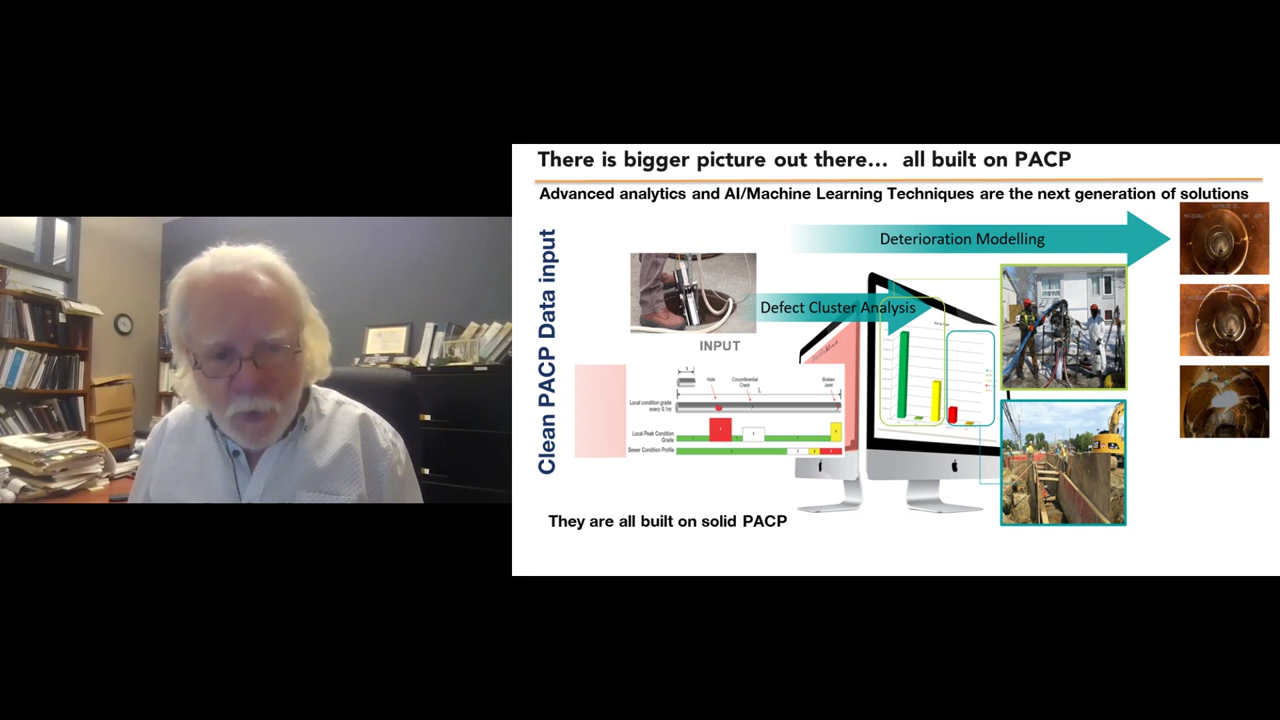 There is bigger picture out there... all built on PACP
Advanced analytics and AI/Machine Learning Techniques are the next generation of solutions
Clean PACP Data input
Deterioration Modelling
Defect Cluster Analysis
INPUT
Hole
Circumferential
Crack
Broken
Joint
L
Local condition grade
every 0.1m
Local Peak Condition
Grade
Sewer Condition Profile
They are all built on solid PACP